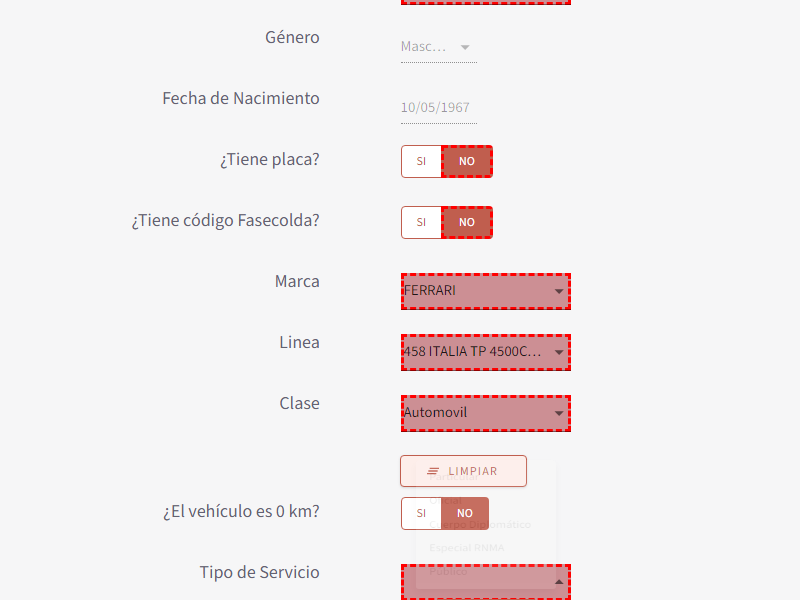 Género
Masc...
Fecha de Nacimiento
10/05/1967
¿Tiene placa?
SI NO
¿Tiene código Fasecolda?
SI NO
Marca
FERRARI
Linea
458 ITALIA TP 4500C...
Clase
Automovil
LIMPIAR
Particular
¿El vehículo es 0 km?
SI NO
Cuerpo Diplomático
Especial RNMA
Tipo de Servicio
Público